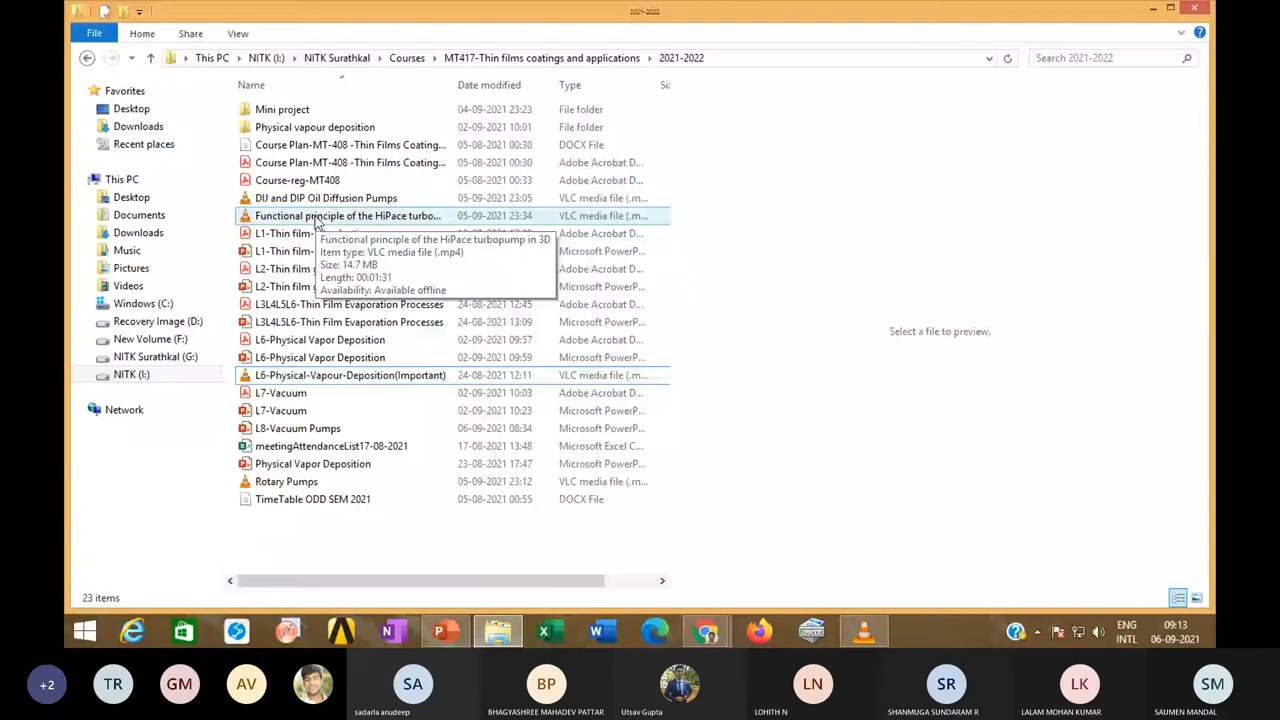 2021-2022
File Home Share View
This PC NITK (I:) NITK Surathkal Courses MT417-Thin films coatings and applications 2021-2022
Search 2021-2022
Name Date modified Type
Favorites
Desktop
Downloads
Recent places
This PC
Desktop
Documents
Downloads
Music
Pictures
Videos
Windows (C:)
Recovery Image (D:)
New Volume (F:)
NITK Surathkal (G:)
NITK (I:)
Network
Mini project 04-09-2021 23:23 File folder
Physical vapour deposition 02-09-2021 10:01 File folder
Course Plan-MT-408 -Thin Films Coating... 05-08-2021 00:30 DOCX File
Course Plan-MT-408 -Thin Films Coating... 05-08-2021 00:30 Adobe Acrobat D...
Course-reg-MT408 05-08-2021 00:33 Adobe Acrobat D...
DIJ and DIP Oil Diffusion Pumps 05-09-2021 23:05 VLC media file (.m...
Functional principle of the HiPace turbo... 05-09-2021 23:34 VLC media file (.m...
L1-Thin film- Adobe Acrobat D...
L1-Thin film- Microsoft PowerP...
L2-Thin film Adobe Acrobat D...
L2-Thin film Microsoft PowerP...
L3L4L5L6-Thin Film Evaporation Processes 24-08-2021 12:45 Adobe Acrobat D...
L3L4L5L6-Thin Film Evaporation Processes 24-08-2021 13:09 Microsoft PowerP...
L6-Physical Vapor Deposition 02-09-2021 09:57 Adobe Acrobat D...
L6-Physical Vapor Deposition 02-09-2021 09:59 Microsoft PowerP...
L6-Physical-Vapour-Deposition(Important) 24-08-2021 12:11 VLC media file (.m...
L7-Vacuum 02-09-2021 10:03 Adobe Acrobat D...
L7-Vacuum 02-09-2021 10:23 Microsoft PowerP...
L8-Vacuum Pumps 06-09-2021 08:34 Microsoft PowerP...
meetingAttendanceList17-08-2021 17-08-2021 13:48 Microsoft Excel C...
Physical Vapor Deposition 23-08-2021 17:47 Microsoft PowerP...
Rotary Pumps 05-09-2021 23:12 VLC media file (.m...
TimeTable ODD SEM 2021 05-08-2021 00:55 DOCX File
Functional principle of the HiPace turbopump in 3D
Item type: VLC media file (.mp4)
Size: 14.7 MB
Length: 00:01:31
Availability: Available offline
Select a file to preview.
23 items
ENG
INTL
09:13
06-09-2021
+2 TR GM AV SA BP LN SR LK SM
sadarla anudeep BHAGYASHREE MAHADEV PATTAR Utsav Gupta LOHITH N SHANMUGA SUNDARAM R LALAM MOHAN KUMAR SAUMEN MANDAL